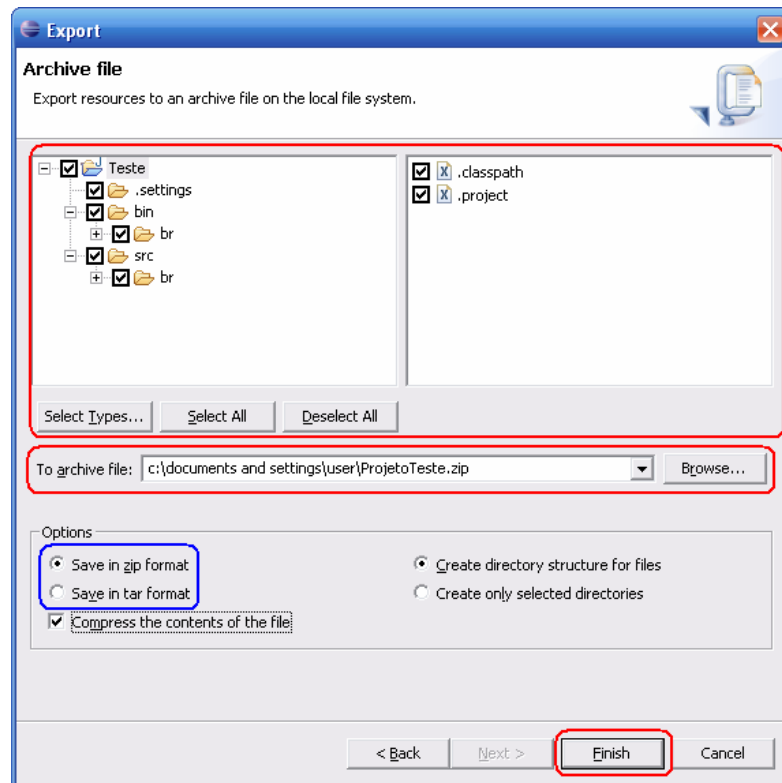 Export
Archive file
Export resources to an archive file on the local file system.
Teste
.settings
bin
br
src
br
.classpath
.project
Select Types...
Select All
Deselect All
To archive file:
c:\documents and settings\user\ProjetoTeste.zip
Browse...
Options
Save in zip format
Save in tar format
Compress the contents of the file
Create directory structure for files
Create only selected directories
< Back
Next >
Finish
Cancel